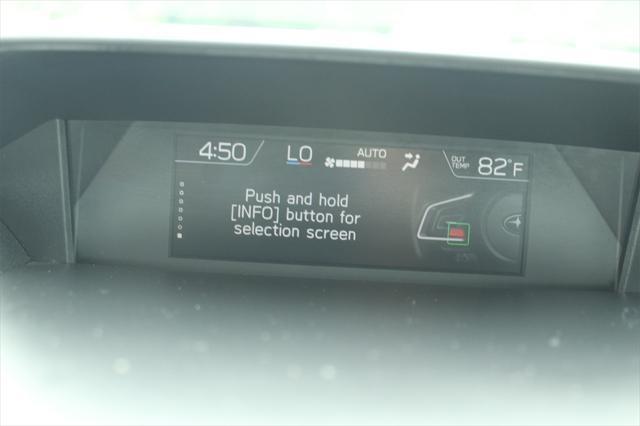 4:50 LO AUTO OUT TEMP 82°F
Push and hold
[INFO] button for
selection screen